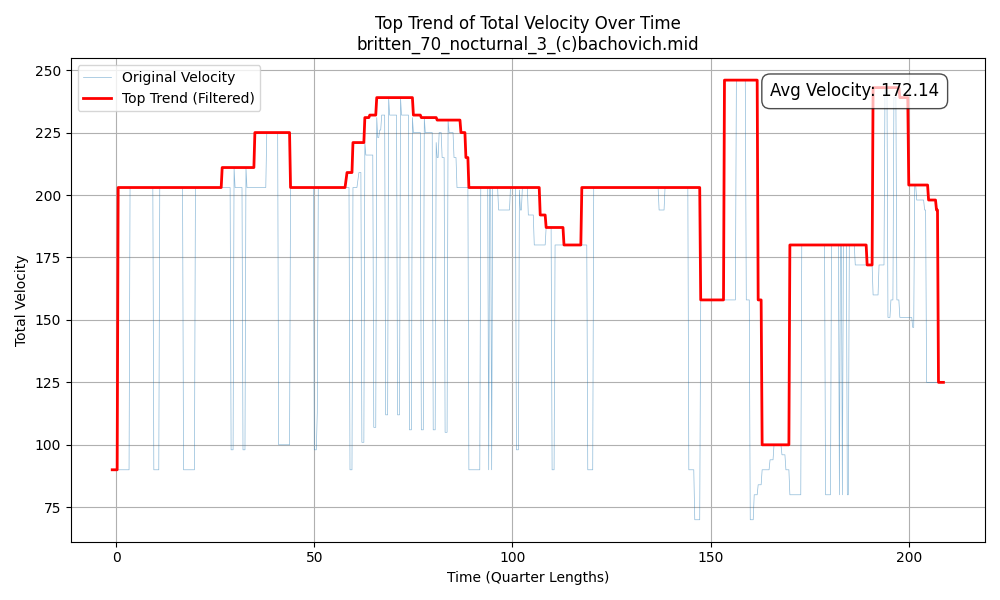 Top Trend of Total Velocity Over Time
britten_70_nocturnal_3_(c)bachovich.mid
Original Velocity
Top Trend (Filtered)
Avg Velocity: 172.14
Total Velocity
250
225
200
175
150
125
100
75
0
50
100
150
200
Time (Quarter Lengths)